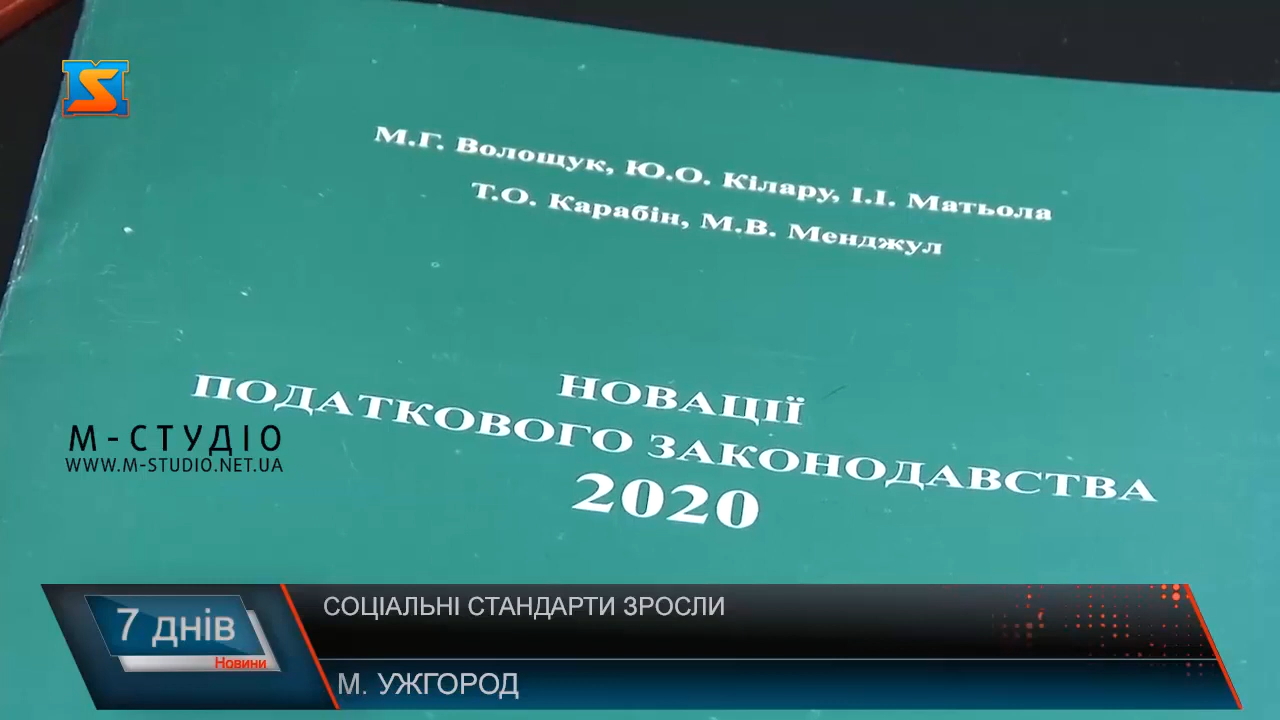 М.Г. Волощук, Ю.О. Кілару, І.І. Матьола
Т.О. Карабін, М.В. Менджул
НОВАЦІЇ
ПОДАТКОВОГО ЗАКОНОДАВСТВА
2020
М-СТУДІО
WWW.M-STUDIO.NET.UA
7 днів
Новини
СОЦІАЛЬНІ СТАНДАРТИ ЗРОСЛИ
М. УЖГОРОД